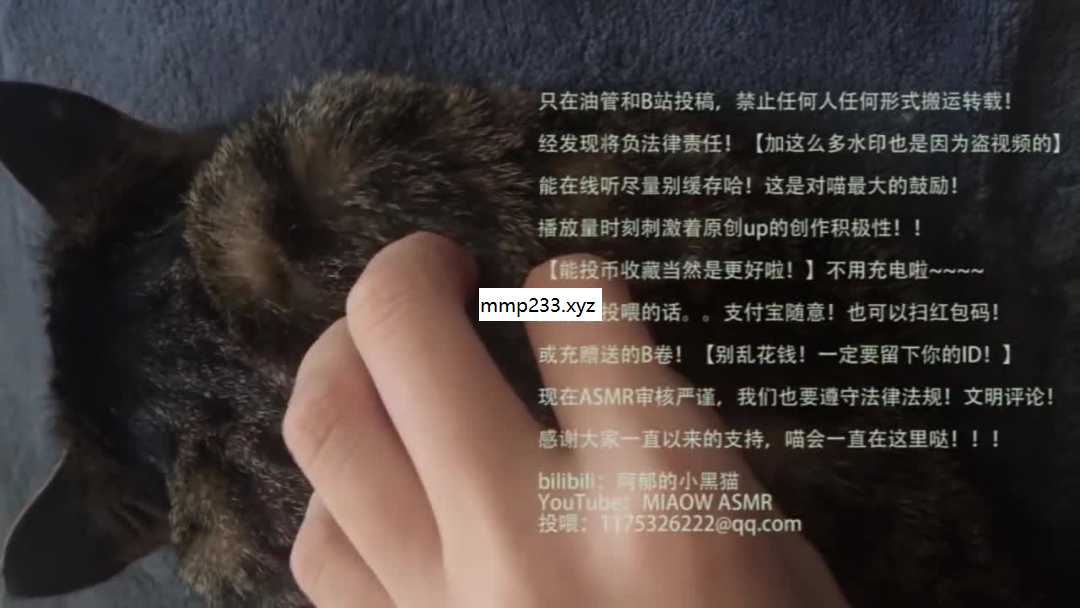 只在油管和B站投稿，禁止任何人任何形式搬运转载！
经发现将负法律责任！【加这么多水印也是因为盗视频的】
能在线听尽量别缓存哈！这是对喵最大的鼓励！
播放量时刻刺激着原创up的创作积极性！！
【能投币收藏当然是更好啦！】不用充电啦~~~~
mmp233.xyz
投喂的话。。支付宝随意！也可以扫红包码！
或充赠送的B卷！【别乱花钱！一定要留下你的ID！】
现在ASMR审核严谨，我们也要遵守法律法规！文明评论！
感谢大家一直以来的支持，喵会一直在这里哒！！！
bilibili：阿郁的小黑猫
YouTube：MIAOW ASMR
投喂：1175326222@qq.com